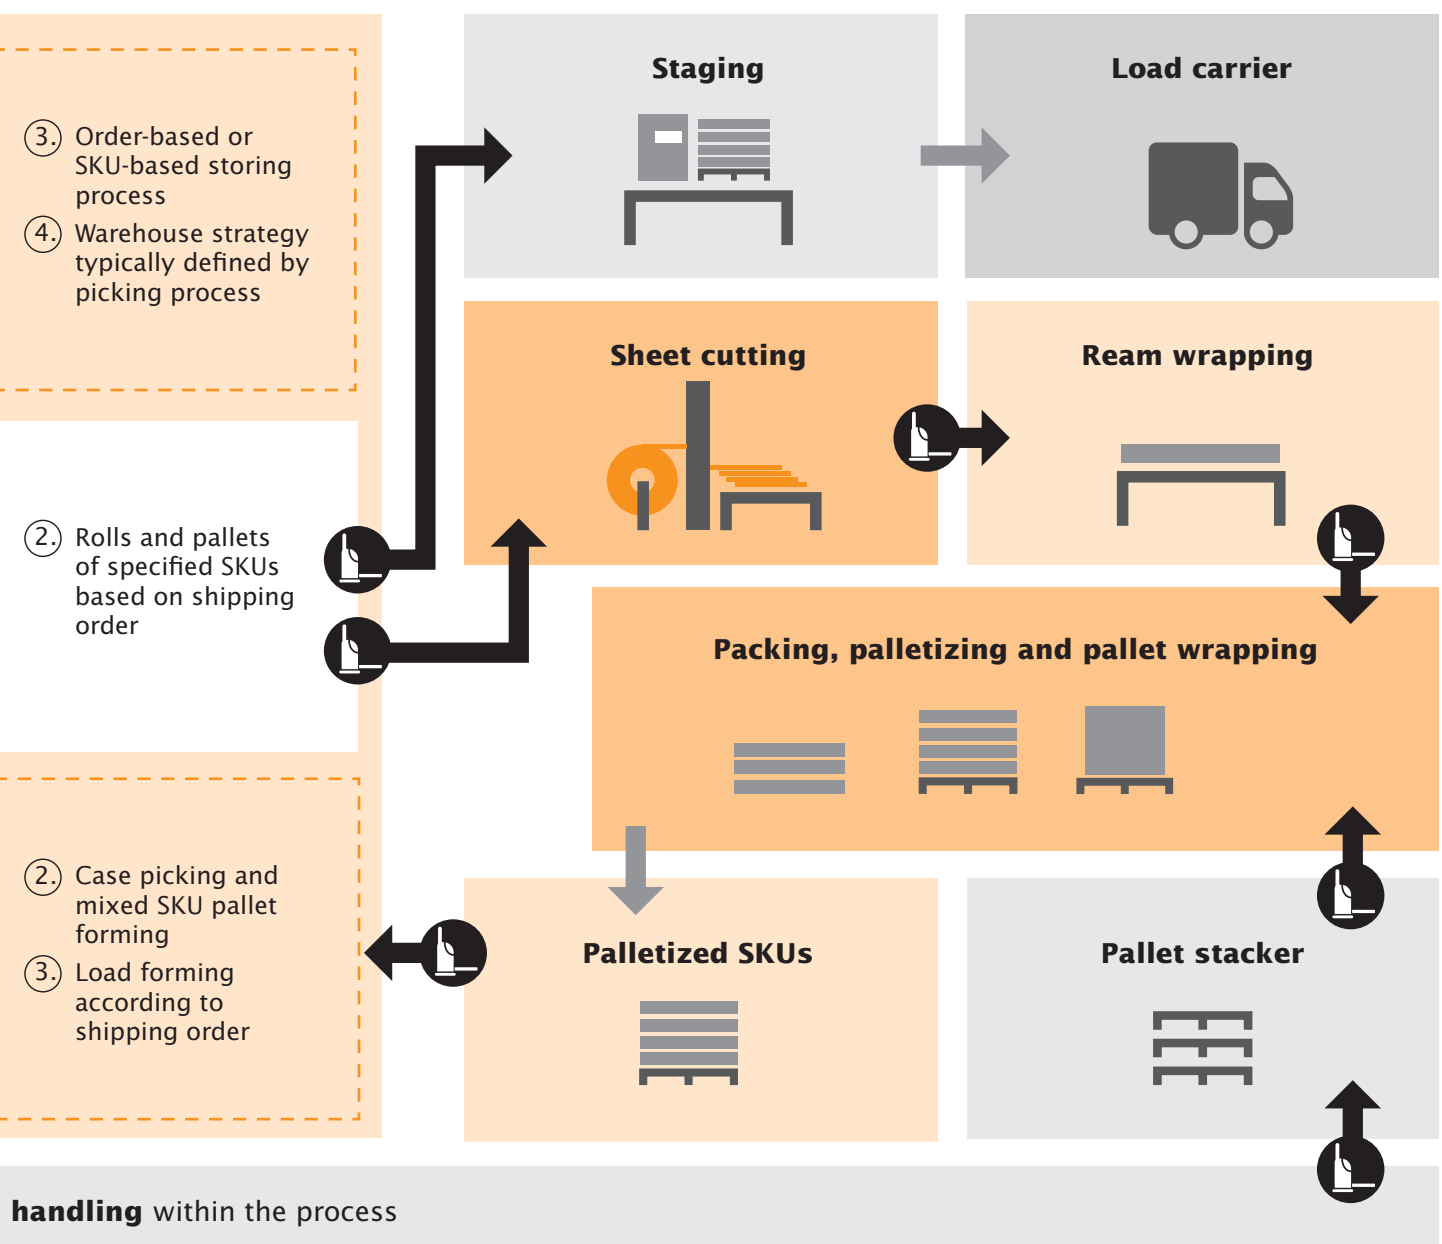 3. Order-based or
SKU-based storing
process
4. Warehouse strategy
typically defined by
picking process
2. Rolls and pallets
of specified SKUs
based on shipping
order
2. Case picking and
mixed SKU pallet
forming
3. Load forming
according to
shipping order
Staging
Load carrier
Sheet cutting
Ream wrapping
Packing, palletizing and pallet wrapping
Palletized SKUs
Pallet stacker
handling within the process